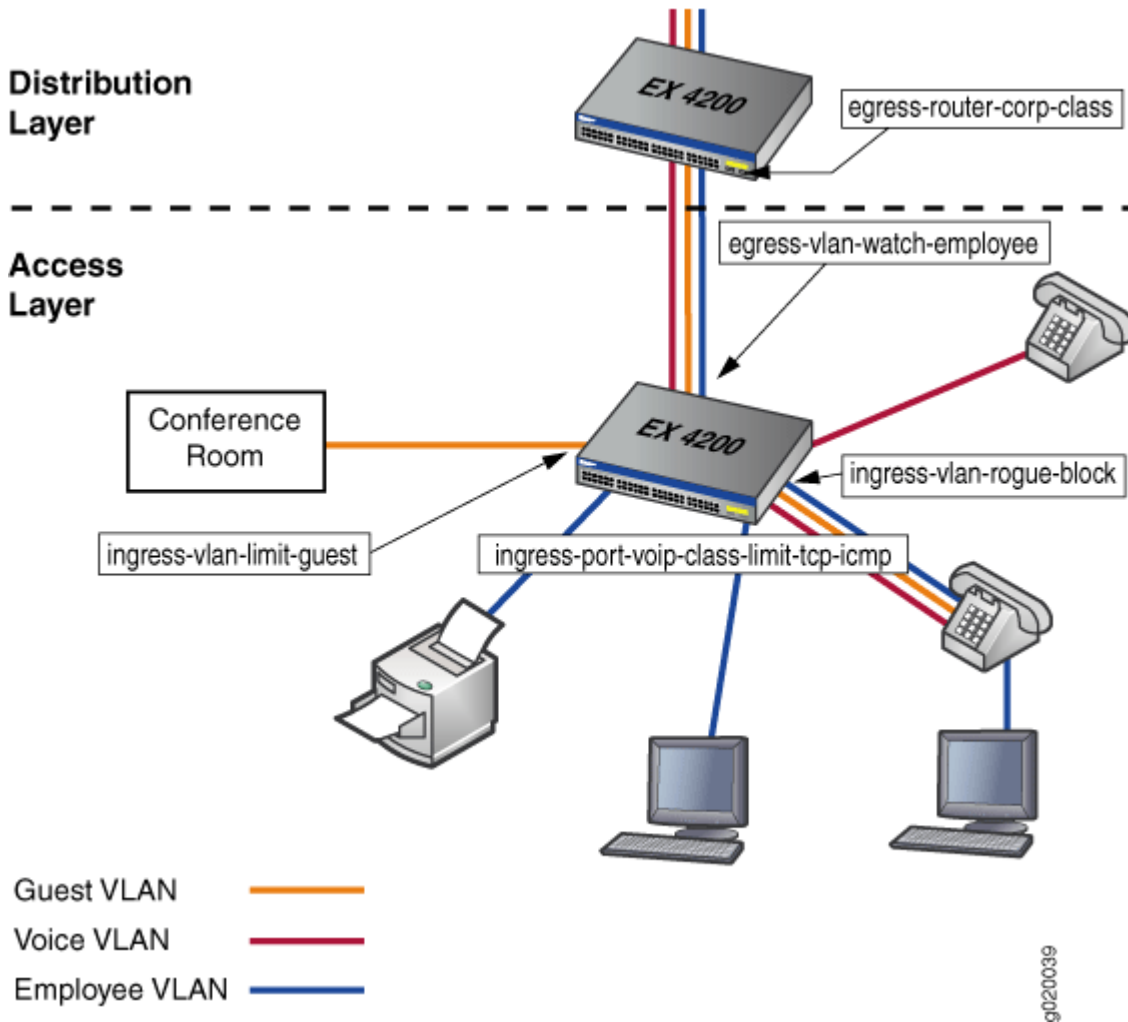 Distribution
Layer
EX 4200
egress-router-corp-class
egress-vlan-watch-employee
Access
Layer
Conference
Room
EX 4200
ingress-vlan-rogue-block
ingress-vlan-limit-guest
ingress-port-voip-class-limit-tcp-icmp
Guest VLAN
Voice VLAN
Employee VLAN
g020039